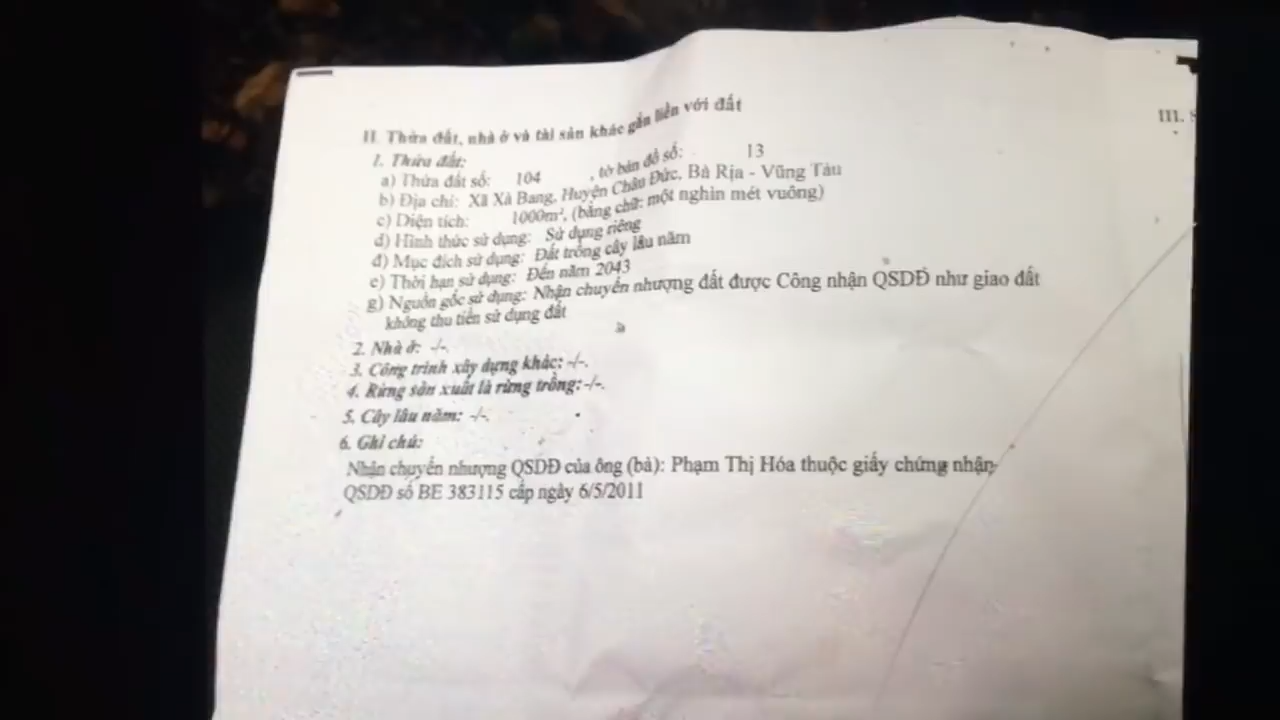 II. Thửa đất, nhà ở và tài sản khác gắn liền với đất
1. Thửa đất:
a) Thửa đất số: 104 , tờ bản đồ số: 13
b) Địa chỉ: Xã Xà Bang, Huyện Châu Đức, Bà Rịa - Vũng Tàu
c) Diện tích: 1000m², (bằng chữ: một nghìn mét vuông)
d) Hình thức sử dụng: Sử dụng riêng
đ) Mục đích sử dụng: Đất trồng cây lâu năm
e) Thời hạn sử dụng: Đến năm 2043
g) Nguồn gốc sử dụng: Nhận chuyển nhượng đất được Công nhận QSDĐ như giao đất
không thu tiền sử dụng đất
2. Nhà ở: -/-.
3. Công trình xây dựng khác: -/-.
4. Rừng sản xuất là rừng trồng: -/-.
5. Cây lâu năm: -/-.
6. Ghi chú:
Nhận chuyển nhượng QSDĐ của ông (bà): Phạm Thị Hóa thuộc giấy chứng nhận
QSDĐ số BE 383115 cấp ngày 6/5/2011
III.